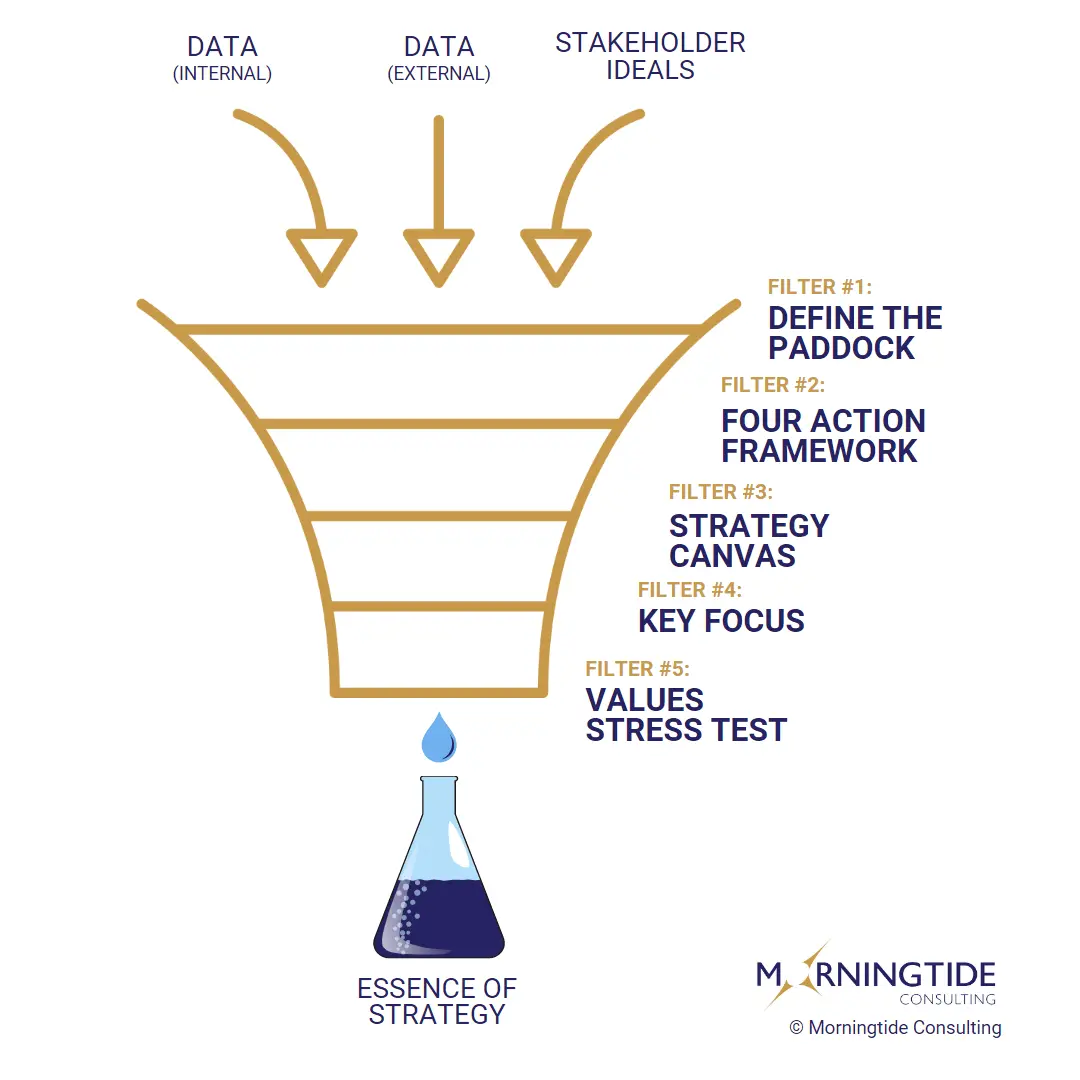 DATA
(INTERNAL)
DATA
(EXTERNAL)
STAKEHOLDER
IDEALS
FILTER #1:
DEFINE THE
PADDOCK
FILTER #2:
FOUR ACTION
FRAMEWORK
FILTER #3:
STRATEGY
CANVAS
FILTER #4:
KEY FOCUS
FILTER #5:
VALUES
STRESS TEST
ESSENCE OF
STRATEGY
MORNINGTIDE
CONSULTING
© Morningtide Consulting